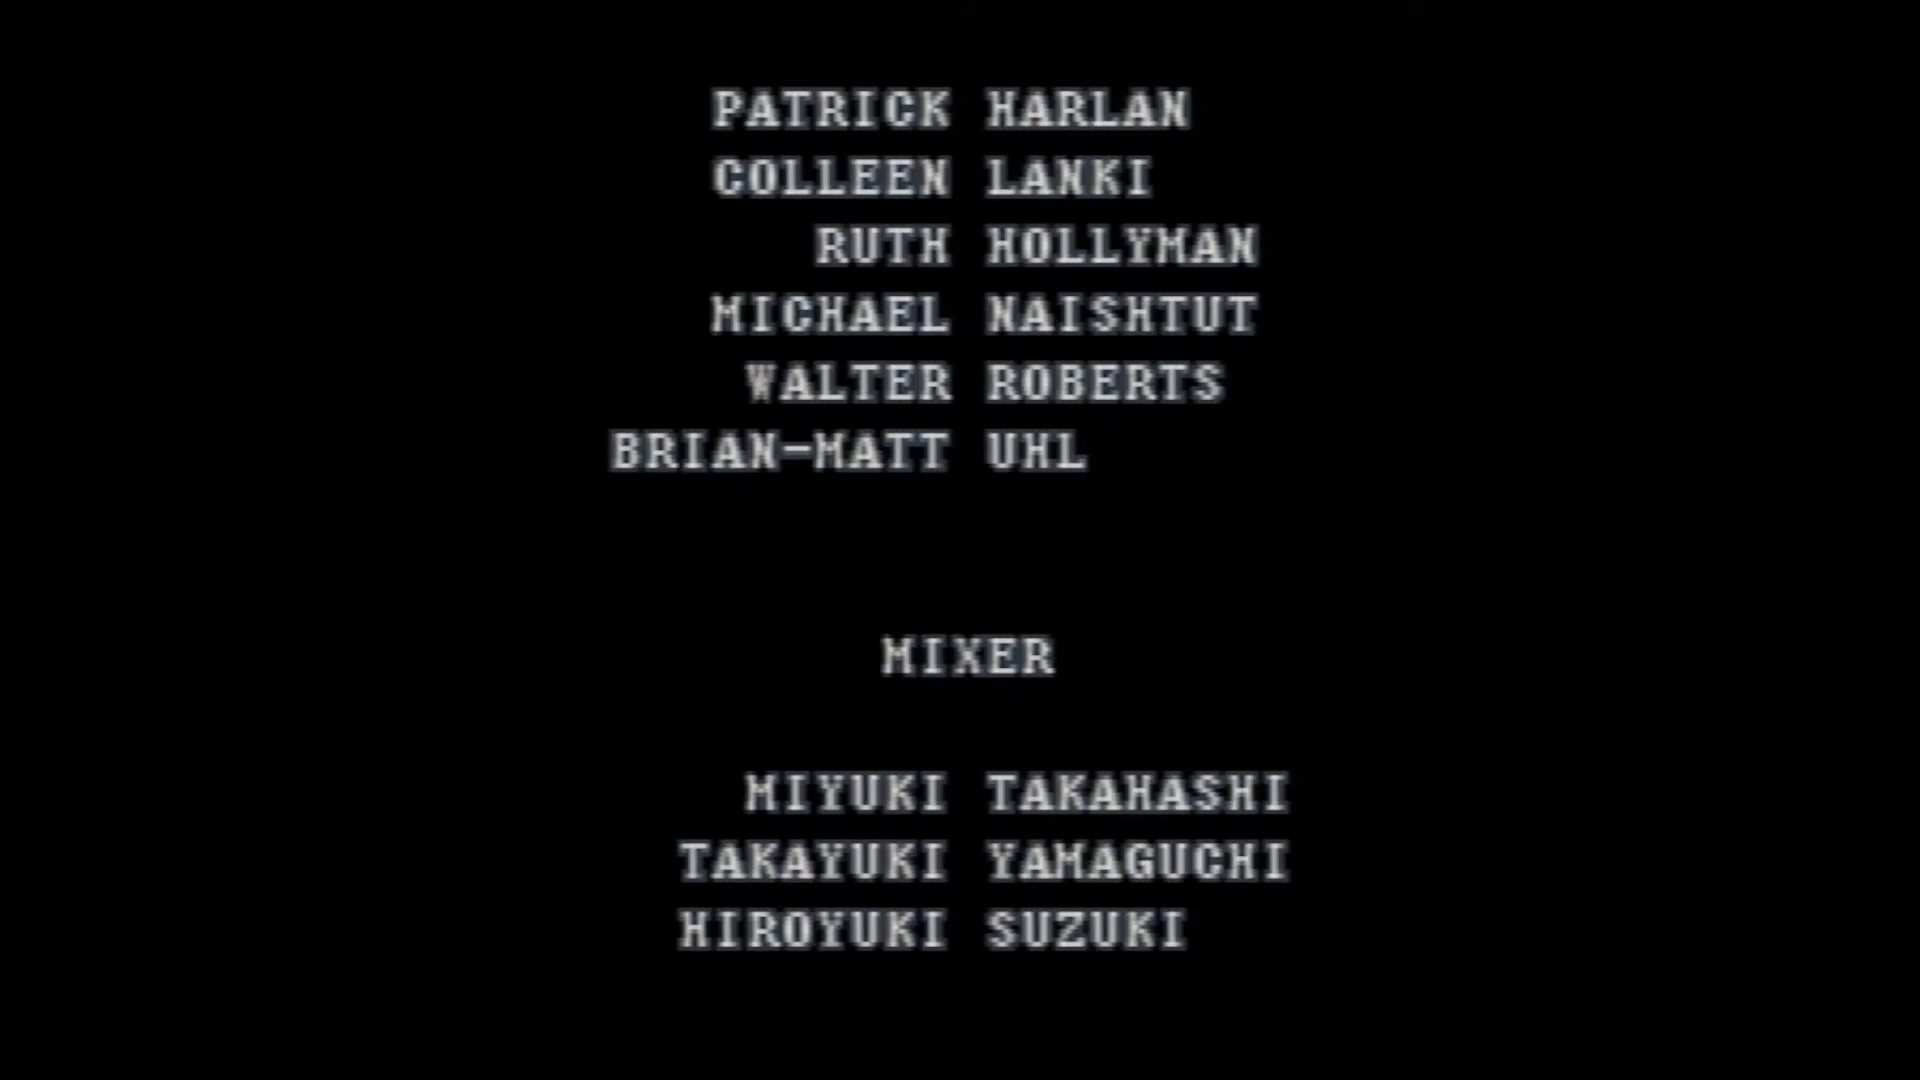 PATRICK HARLAN
COLLEEN LANKI
RUTH HOLLYMAN
MICHAEL NAISHTUT
WALTER ROBERTS
BRIAN-MATT UHL
MIXER
MIYUKI TAKAHASHI
TAKAYUKI YAMAGUCHI
HIROYUKI SUZUKI